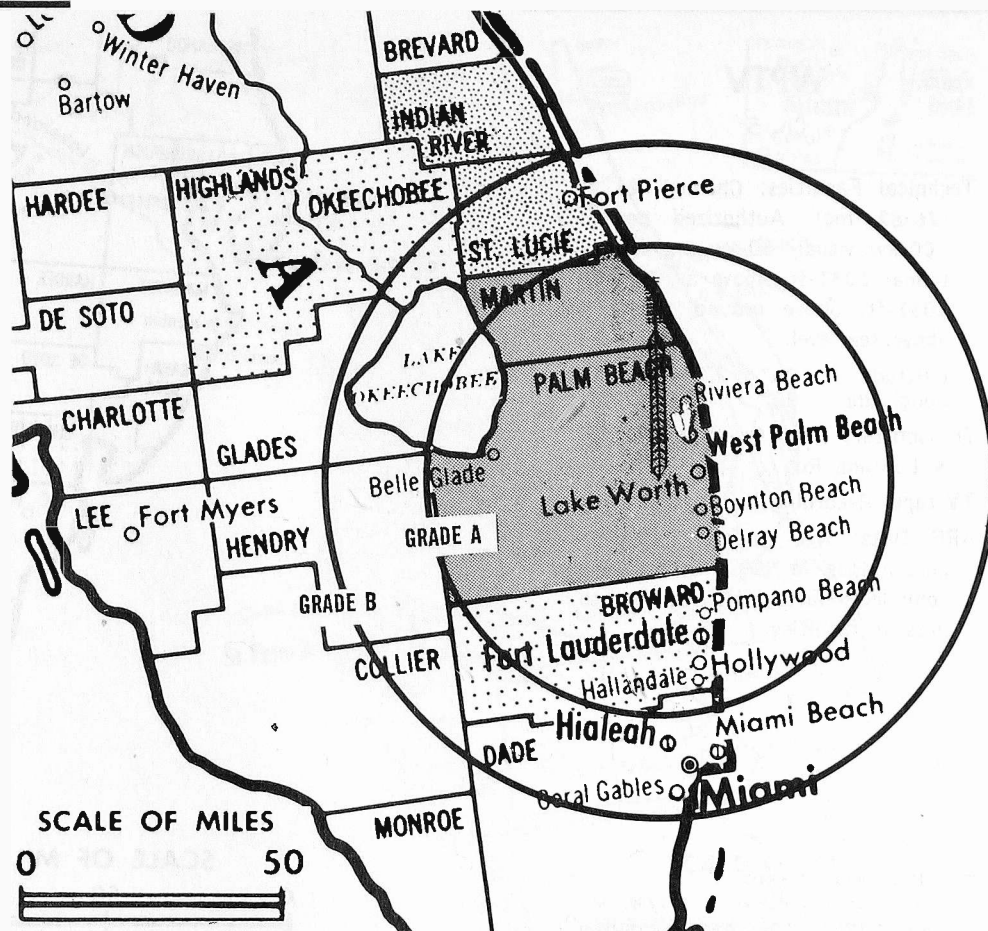 Winter Haven
Bartow
BREVARD
INDIAN
RIVER
HARDEE
HIGHLANDS
OKEECHOBEE
Fort Pierce
ST. LUCIE
A
MARTIN
DE SOTO
LAKE
OKEECHOBEE
PALM BEACH
Riviera Beach
CHARLOTTE
GLADES
West Palm Beach
Belle Glade
Lake Worth
Boynton Beach
LEE
Fort Myers
HENDRY
GRADE A
Delray Beach
GRADE B
BROWARD
Pompano Beach
COLLIER
Fort Lauderdale
Hollywood
Hallandale
DADE
Hialeah
Miami Beach
Coral Gables
Miami
SCALE OF MILES
MONROE
0 50